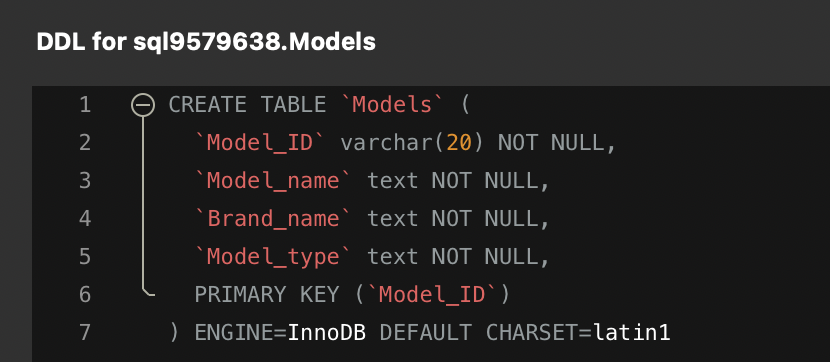 DDL for sql9579638.Models
1 CREATE TABLE `Models` (
2 `Model_ID` varchar(20) NOT NULL,
3 `Model_name` text NOT NULL,
4 `Brand_name` text NOT NULL,
5 `Model_type` text NOT NULL,
6 PRIMARY KEY (`Model_ID`)
7 ) ENGINE=InnoDB DEFAULT CHARSET=latin1